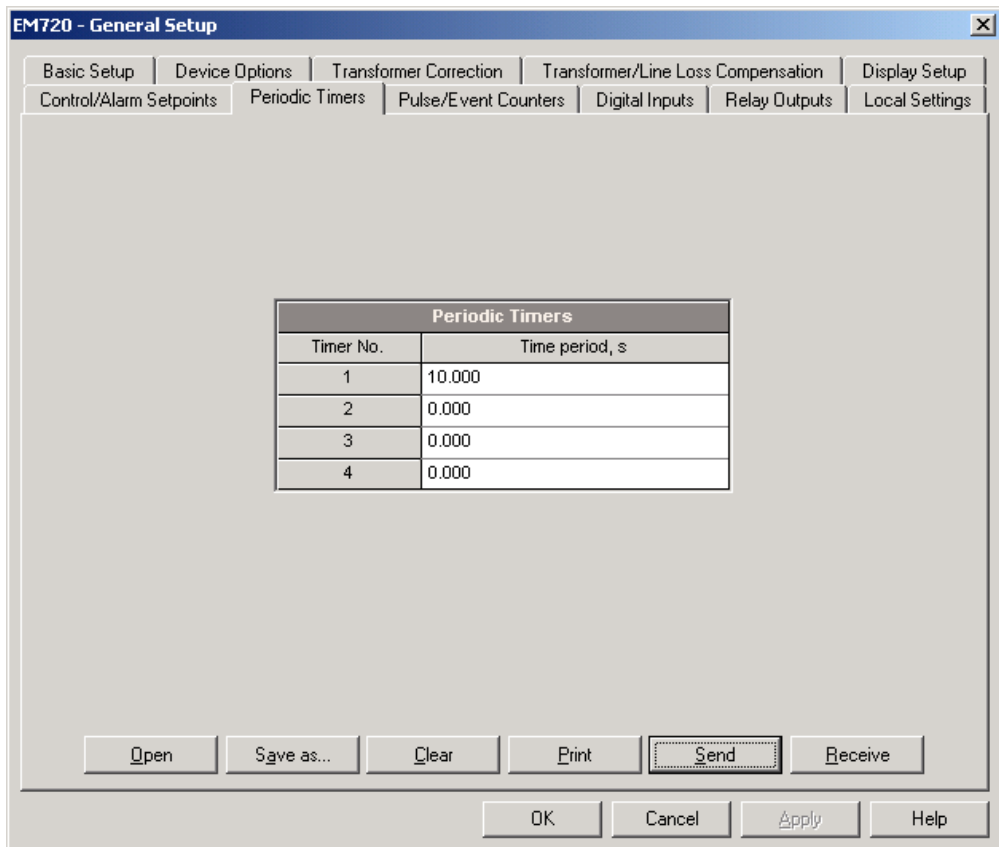 EM720 - General Setup
Basic Setup Device Options Transformer Correction Transformer/Line Loss Compensation Display Setup
Control/Alarm Setpoints Periodic Timers Pulse/Event Counters Digital Inputs Relay Outputs Local Settings
Periodic Timers
Timer No. Time period, s
1 10.000
2 0.000
3 0.000
4 0.000
Open Save as... Clear Print Send Receive
OK Cancel Apply Help